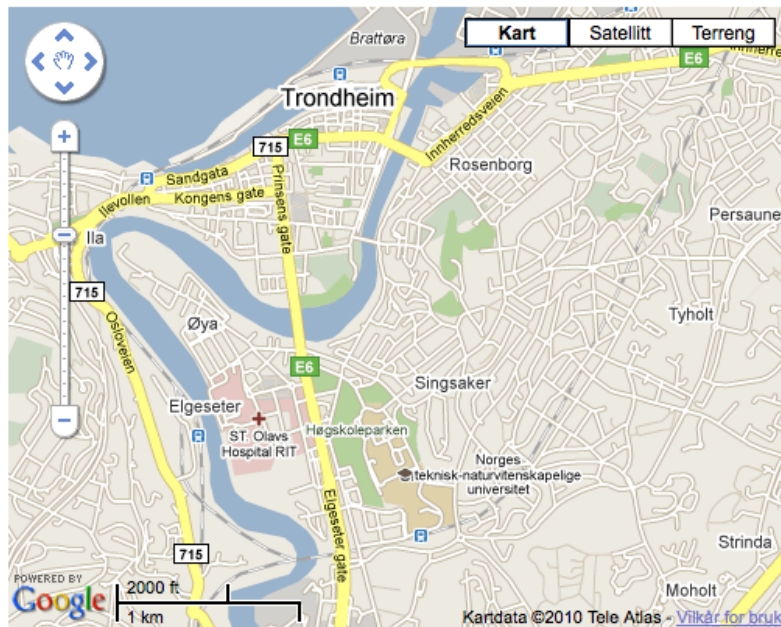 Brattøra
Kart
Satellitt
Terreng
E6
Trondheim
Innherredsveien
715
E6
Innherredsveien
Rosenborg
Sandgata
Ilevollen
Kongens gate
Prinsens gate
Persaune
Ila
715
Osloveien
Tyholt
Øya
E6
Singsaker
Elgeseter
Høgskoleparken
ST. Olavs
Hospital RIT
Norges
teknisk-naturvitenskapelige
universitet
Elgeseter gate
715
Strinda
POWERED BY
Google
2000 ft
1 km
Moholt
Kartdata ©2010 Tele Atlas - Vilkår for bruk